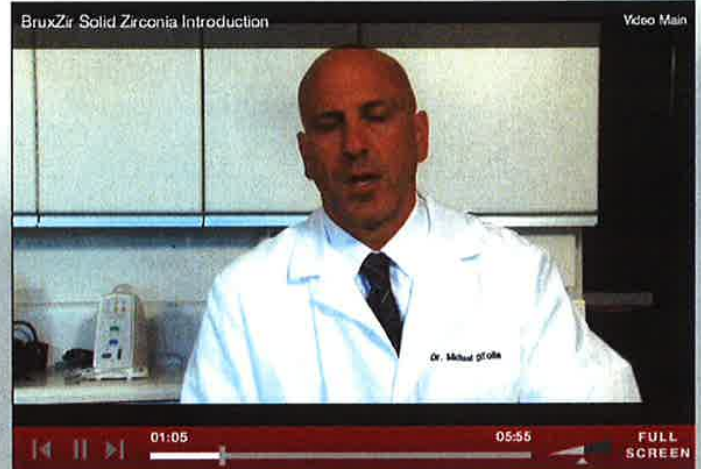 BruxZir Solid Zirconia Introduction
Video Main
Dr. Michael DiTolla
01:05
05:55
FULL
SCREEN